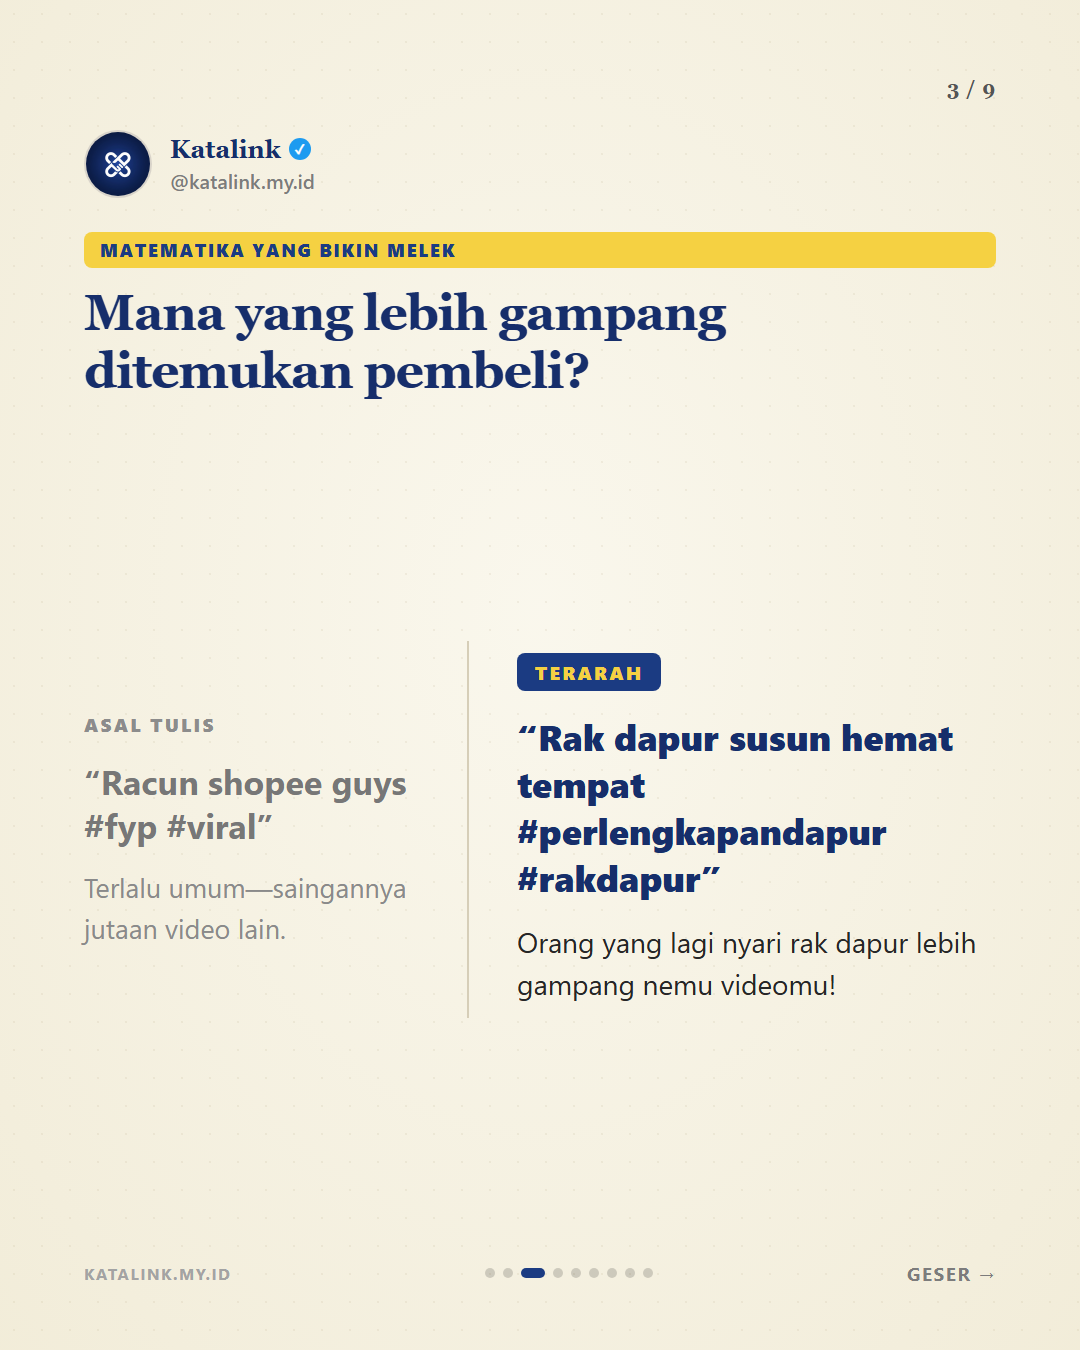 3 / 9
Katalink
@katalink.my.id
MATEMATIKA YANG BIKIN MELEK
Mana yang lebih gampang
ditemukan pembeli?
ASAL TULIS
“Racun shopee guys
#fyp #viral”
Terlalu umum—saingannya
jutaan video lain.
TERARAH
“Rak dapur susun hemat
tempat
#perlengkapandapur
#rakdapur”
Orang yang lagi nyari rak dapur lebih
gampang nemu videomu!
KATALINK.MY.ID
GESER →